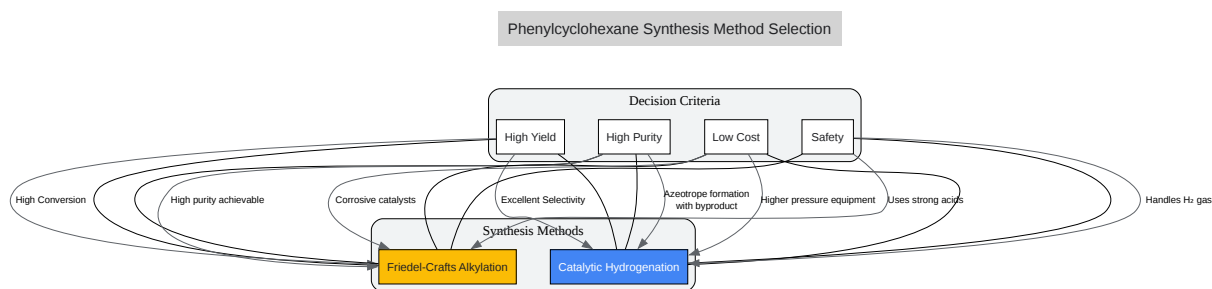 Phenylcyclohexane Synthesis Method Selection
Decision Criteria
High Yield
High Purity
Low Cost
Safety
High Conversion
High purity achievable
Corrosive catalysts
Excellent Selectivity
Azeotrope formation
with byproduct
Higher pressure equipment
Uses strong acids
Handles H₂ gas
Synthesis Methods
Friedel-Crafts Alkylation
Catalytic Hydrogenation